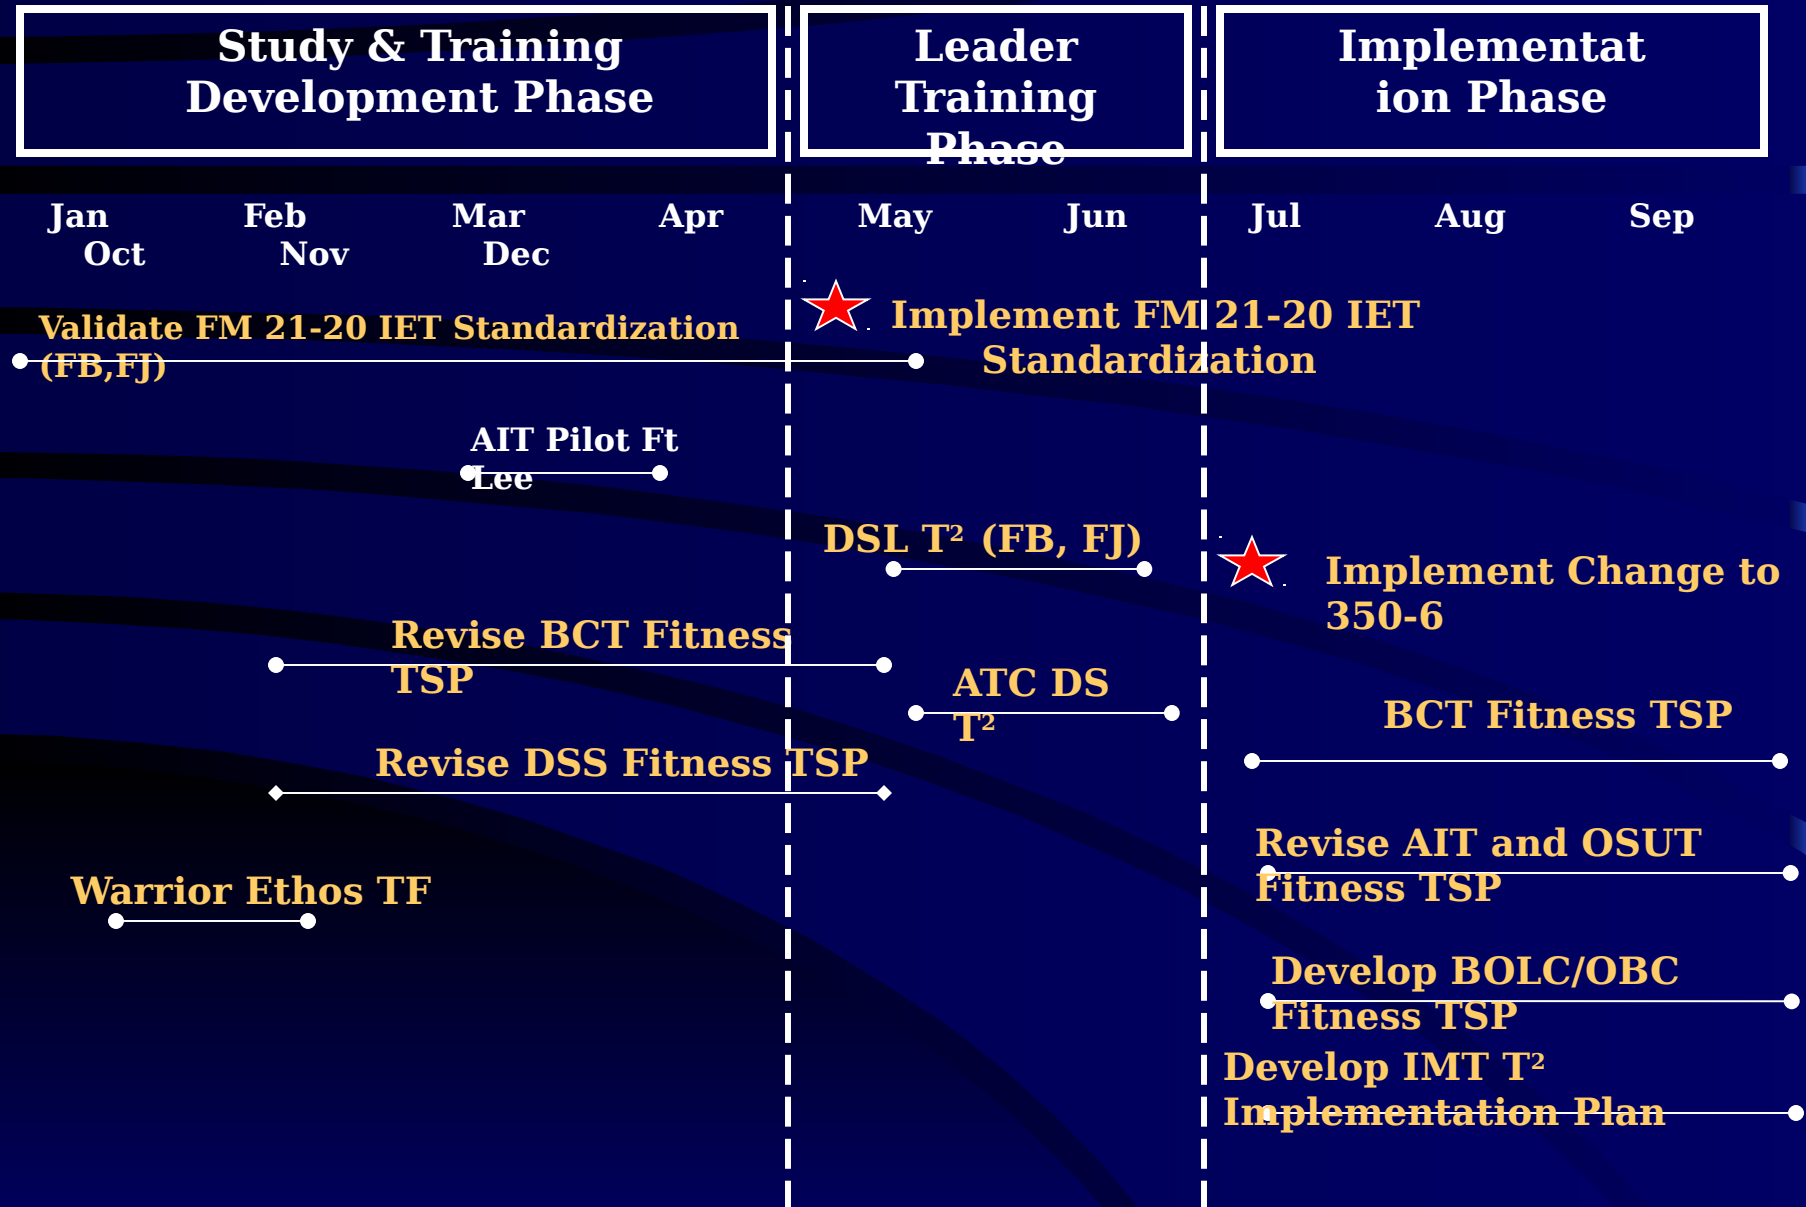 Study & Training
Development Phase
Leader
Training
Phase
Implementat
ion Phase
Jan Feb Mar Apr May Jun Jul Aug Sep
Oct Nov Dec
Validate FM 21-20 IET Standardization
(FB,FJ)
Implement FM 21-20 IET
Standardization
AIT Pilot Ft
Lee
DSL T² (FB, FJ)
Implement Change to
350-6
Revise BCT Fitness
TSP
ATC DS
T²
BCT Fitness TSP
Revise DSS Fitness TSP
Revise AIT and OSUT
Fitness TSP
Warrior Ethos TF
Develop BOLC/OBC
Fitness TSP
Develop IMT T²
Implementation Plan